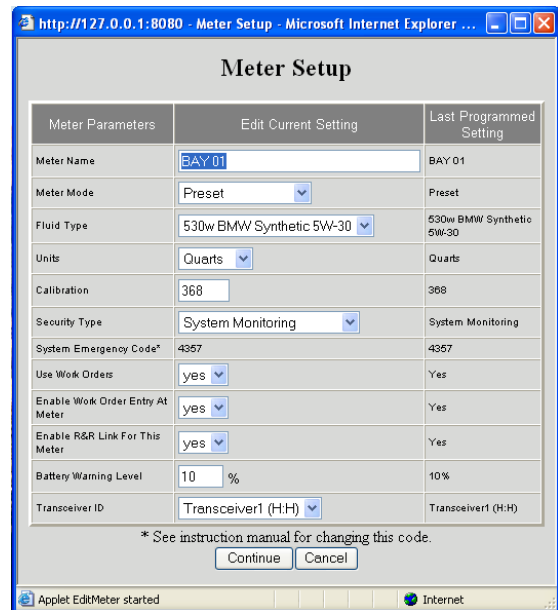 http://127.0.0.1:8080 - Meter Setup - Microsoft Internet Explorer ...
Meter Setup
Meter Parameters Edit Current Setting Last Programmed
Setting
Meter Name BAY 01 BAY 01
Meter Mode Preset Preset
Fluid Type 530w BMW Synthetic 5W-30 530w BMW Synthetic
5W-30
Units Quarts Quarts
Calibration 368 368
Security Type System Monitoring System Monitoring
System Emergency Code* 4357 4357
Use Work Orders yes Yes
Enable Work Order Entry At
Meter yes Yes
Enable R&R Link For This
Meter yes Yes
Battery Warning Level 10 % 10%
Transceiver ID Transceiver1 (H:H) Transceiver1 (H:H)
* See instruction manual for changing this code.
Continue Cancel
Applet EditMeter started Internet